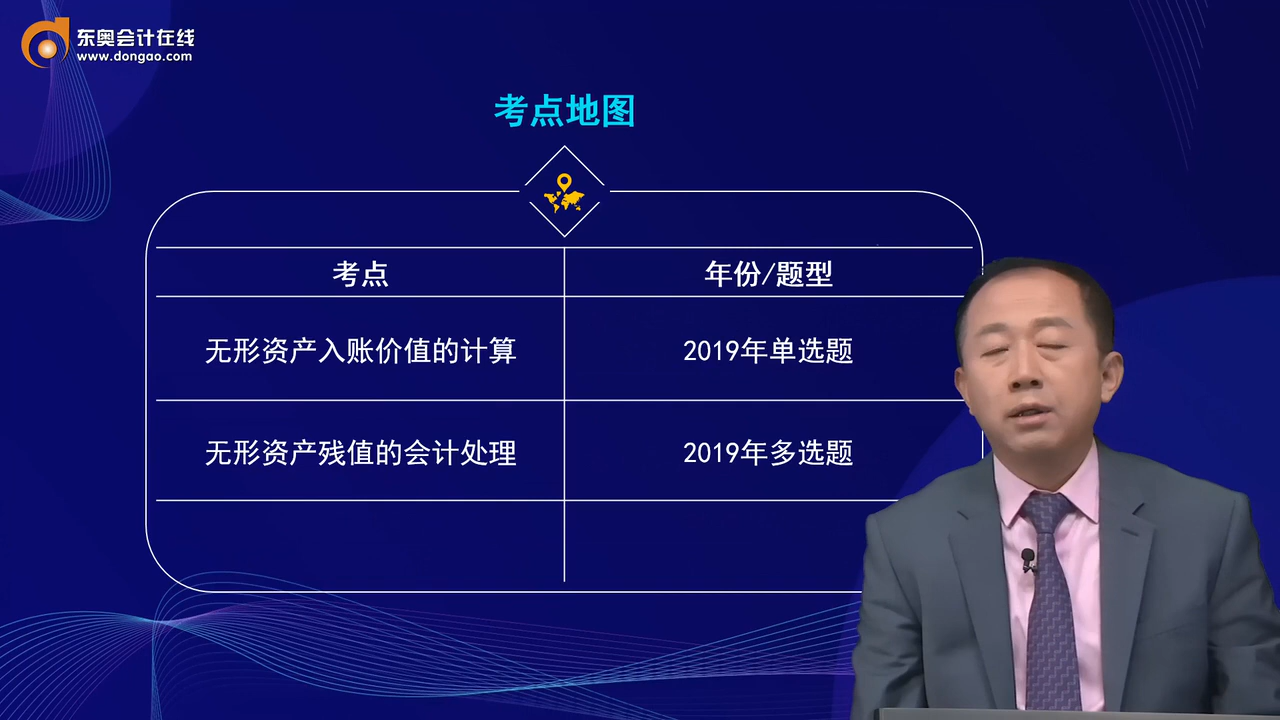 东奥会计在线
www.dongao.com
考点地图
考点
年份/题型
无形资产入账价值的计算
2019年单选题
无形资产残值的会计处理
2019年多选题